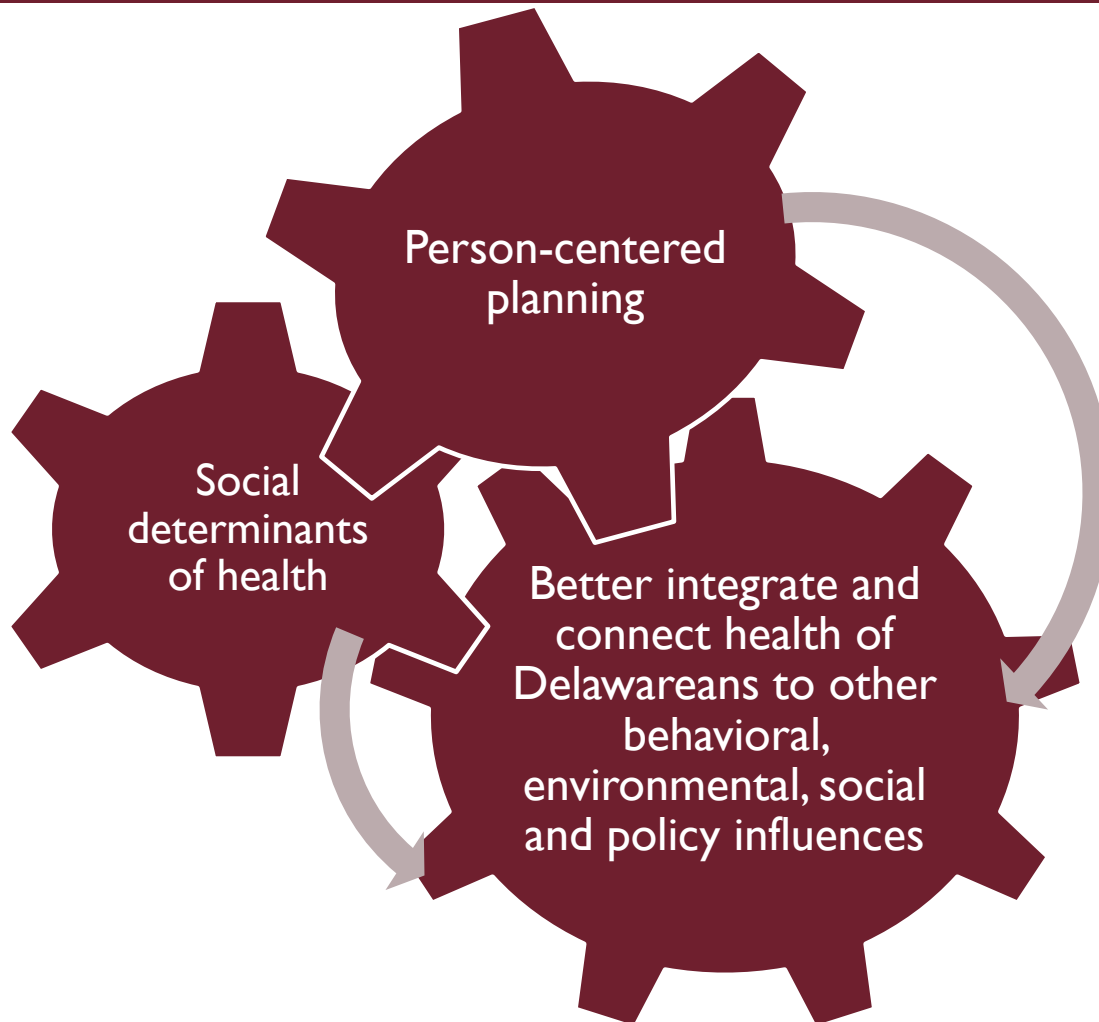 Person-centered
planning
Social
determinants
of health
Better integrate and
connect health of
Delawareans to other
behavioral,
environmental, social
and policy influences